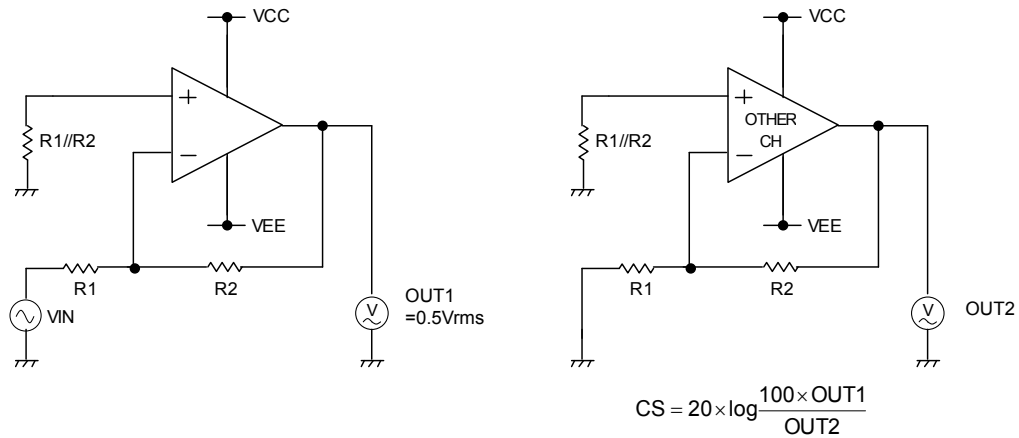 VCC
+
R1//R2
−
VEE
R1
R2
VIN
V
OUT1
=0.5Vrms
VCC
+
OTHER
CH
R1//R2
−
VEE
R1
R2
V
OUT2
CS = 20×log 100×OUT1
OUT2